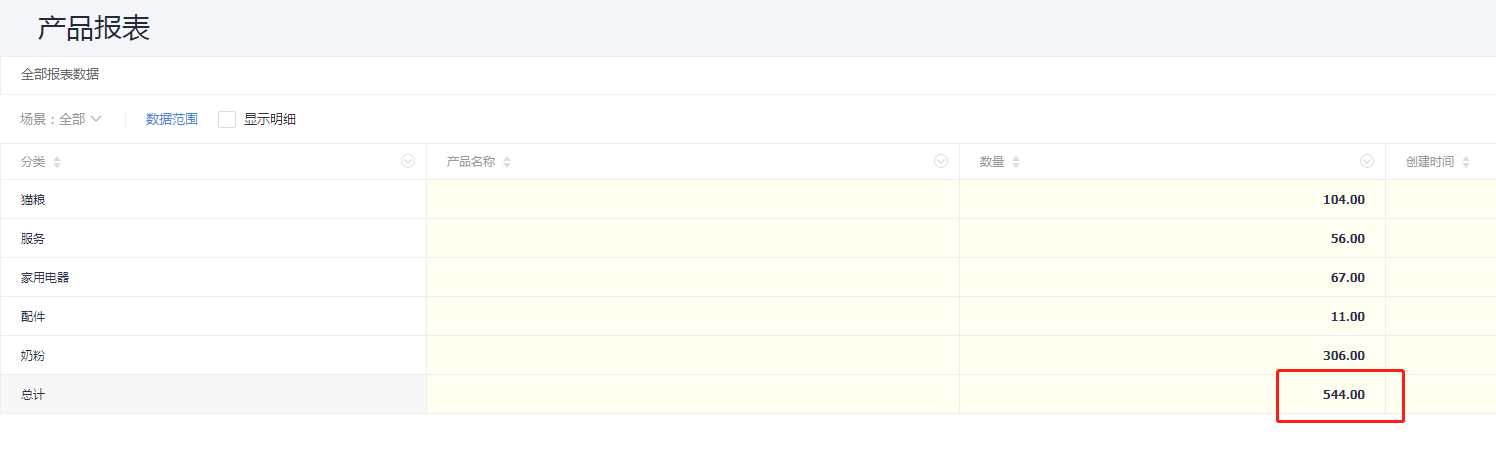 产品报表
全部报表数据
场景：全部 数据范围 显示明细
分类 产品名称 数量 创建时间
猫粮 104.00
服务 56.00
家用电器 67.00
配件 11.00
奶粉 306.00
总计 544.00